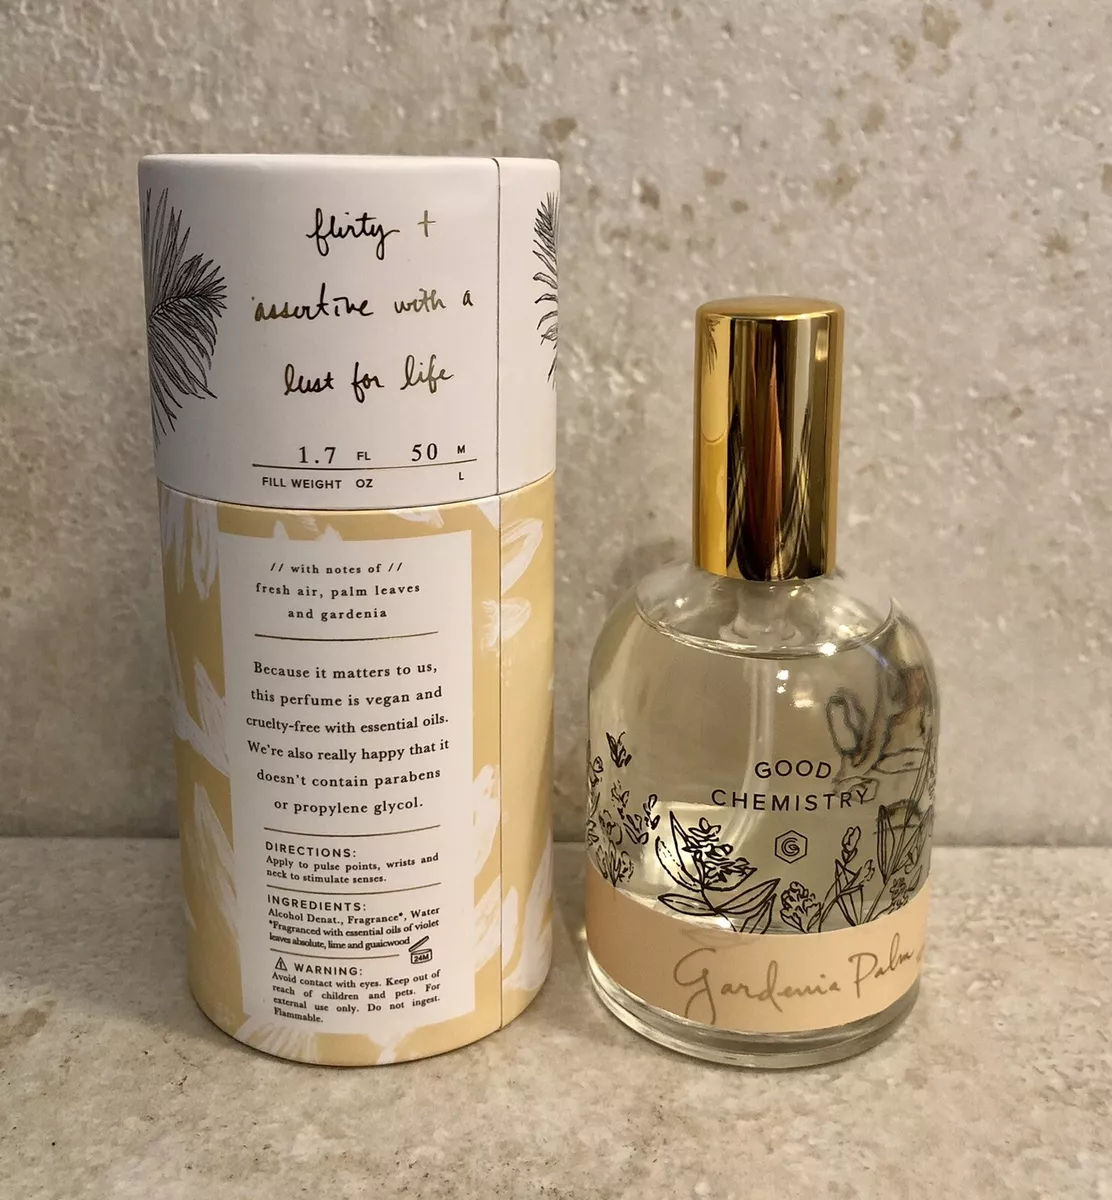 flirty +
assertive with a
lust for life
1.7 FL 50 M
FILL WEIGHT OZ L
// with notes of //
fresh air, palm leaves
and gardenia
Because it matters to us,
this perfume is vegan and
cruelty-free with essential oils.
We're also really happy that it
doesn't contain parabens
or propylene glycol.
DIRECTIONS:
Apply to pulse points, wrists and
neck to stimulate senses.
INGREDIENTS:
Alcohol Denat., Fragrance*, Water
*Fragranced with essential oils of violet
leaves absolute, lime and guaicwood
24M
WARNING:
Avoid contact with eyes. Keep out of
reach of children and pets. For
external use only. Do not ingest.
Flammable.
GOOD
CHEMISTRY
G
Gardenia Palm